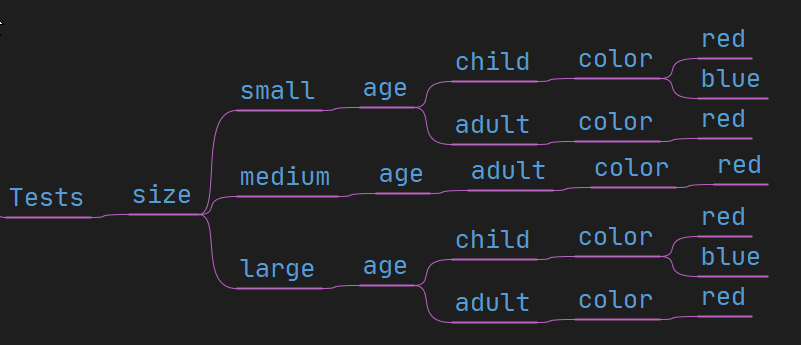 Tests
size
small
age
child
color
red
blue
adult
color
red
medium
age
adult
color
red
large
age
child
color
red
blue
adult
color
red